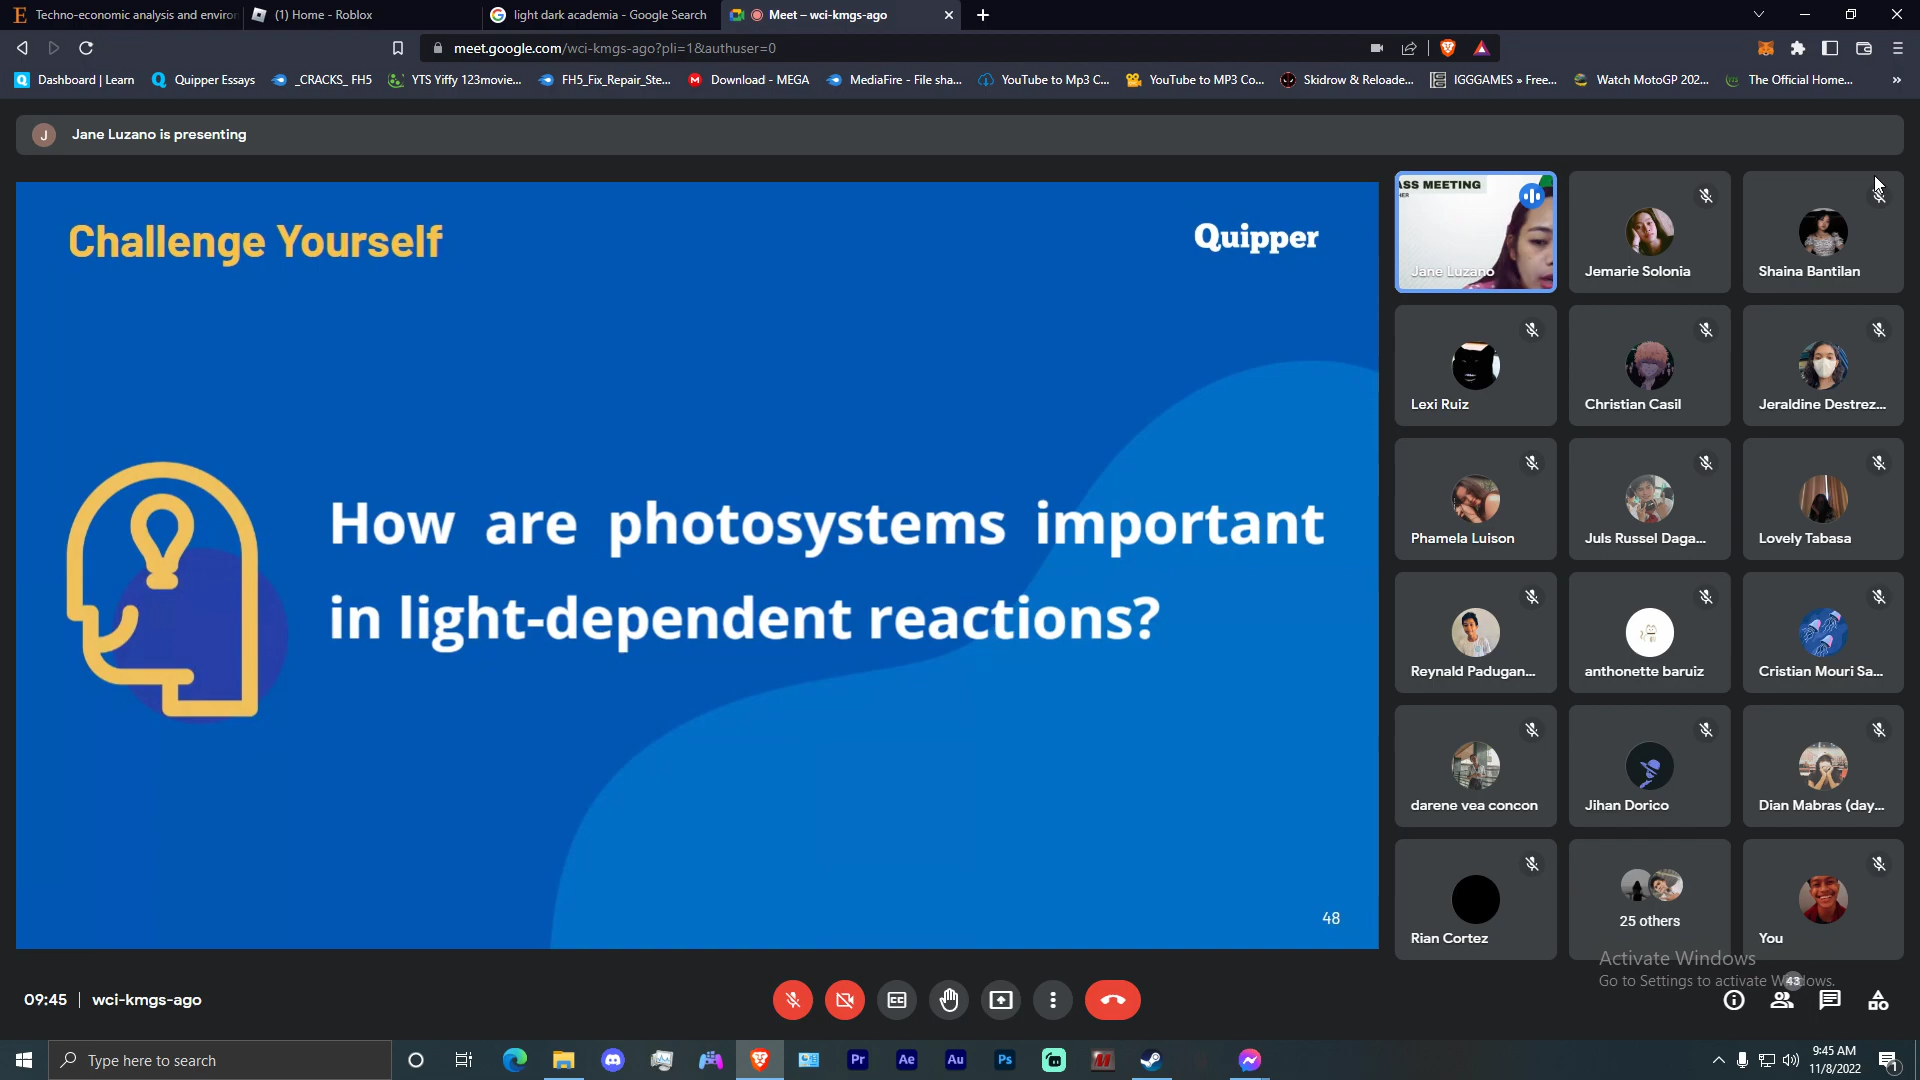 Techno-economic analysis and environ
(1) Home - Roblox
light dark academia - Google Search
Meet – wci-kmgs-ago
meet.google.com/wci-kmgs-ago?pli=1&authuser=0
Dashboard | Learn
Quipper Essays
_CRACKS_ FH5
YTS Yiffy 123movie...
FH5_Fix_Repair_Ste...
Download - MEGA
MediaFire - File sha...
YouTube to Mp3 C...
YouTube to MP3 Co...
Skidrow & Reloade...
IGGGAMES » Free...
Watch MotoGP 202...
The Official Home...
»
J
Jane Luzano is presenting
Challenge Yourself
Quipper
How are photosystems important
in light-dependent reactions?
48
ASS MEETING
Jane Luzano
Jemarie Solonia
Shaina Bantilan
Lexi Ruiz
Christian Casil
Jeraldine Destrez...
Phamela Luison
Juls Russel Daga...
Lovely Tabasa
Reynald Padugan...
anthonette baruiz
Cristian Mouri Sa...
darene vea concon
Jihan Dorico
Dian Mabras (day...
Rian Cortez
25 others
You
Activate Windows
Go to Settings to activate Windows.
09:45 | wci-kmgs-ago
43
Type here to search
Pr
Ae
Au
Ps
9:45 AM
11/8/2022
1